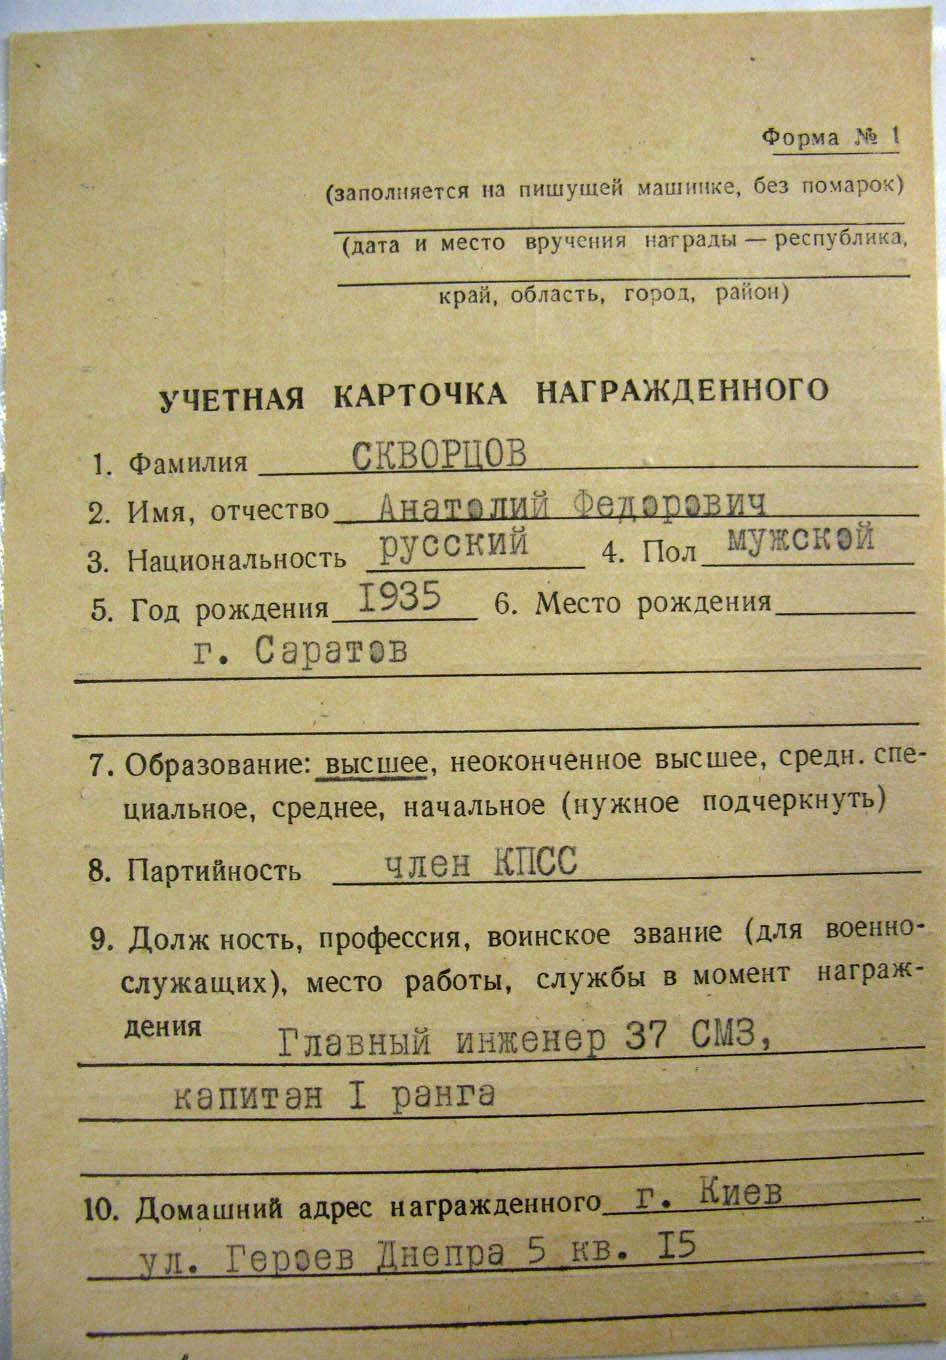 Форма № 1
(заполняется на пишущей машинке, без помарок)
(дата и место вручения награды — республика,
край, область, город, район)
УЧЕТНАЯ КАРТОЧКА НАГРАЖДЕННОГО
1. Фамилия СКВОРЦОВ
2. Имя, отчество Анатолий Федорович
3. Национальность русский 4. Пол мужской
5. Год рождения 1935 6. Место рождения
г. Саратов
7. Образование: высшее, неоконченное высшее, средн. спе-
циальное, среднее, начальное (нужное подчеркнуть)
8. Партийность член КПСС
9. Долж ность, профессия, воинское звание (для военно-
служащих), место работы, службы в момент награж-
дения Главный инженер 37 СМЗ,
капитан I ранга
10. Домашний адрес награжденного г. Киев
ул. Героев Днепра 5 кв. 15